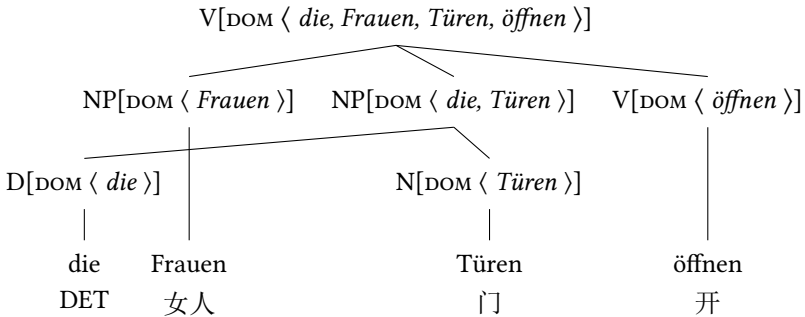 V[DOM ⟨ die, Frauen, Türen, öffnen ⟩]
NP[DOM ⟨ Frauen ⟩] NP[DOM ⟨ die, Türen ⟩] V[DOM ⟨ öffnen ⟩]
D[DOM ⟨ die ⟩] N[DOM ⟨ Türen ⟩]
die Frauen Türen öffnen
DET 女人 门 开